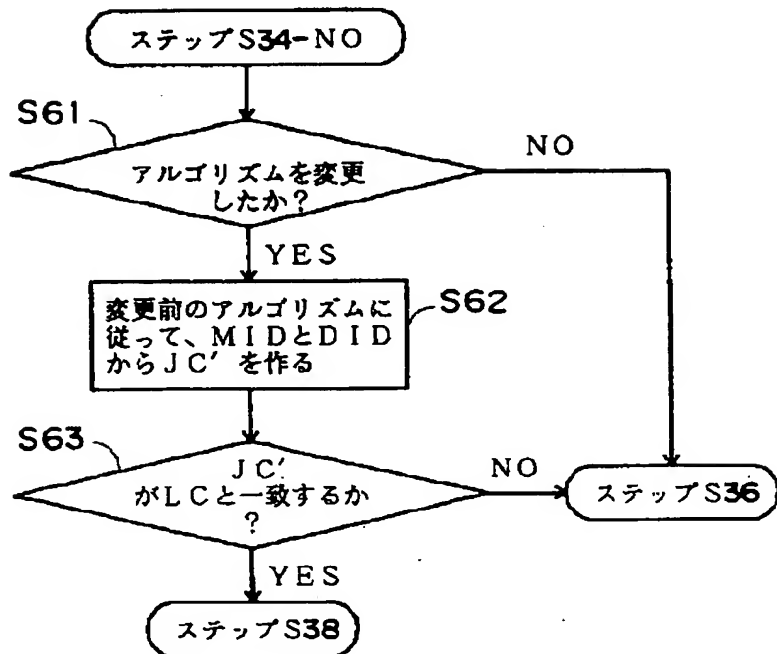 ステップS34-NO
S61
アルゴリズムを変更
したか？
NO
YES
変更前のアルゴリズムに
従って、MIDとDID
からJC′を作る
S62
S63
JC′
がLCと一致するか
？
NO
ステップS36
YES
ステップS38